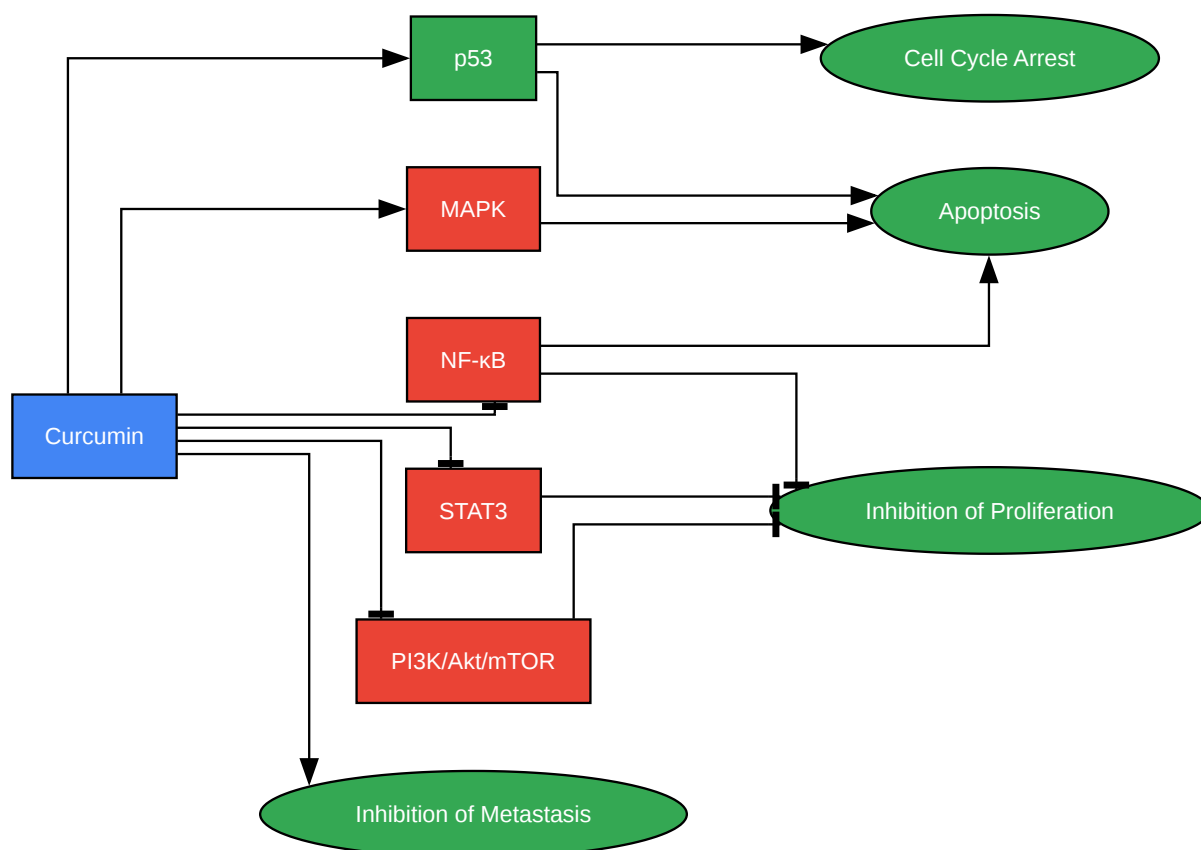 p53
Cell Cycle Arrest
MAPK
Apoptosis
NF-κB
Curcumin
STAT3
Inhibition of Proliferation
PI3K/Akt/mTOR
Inhibition of Metastasis